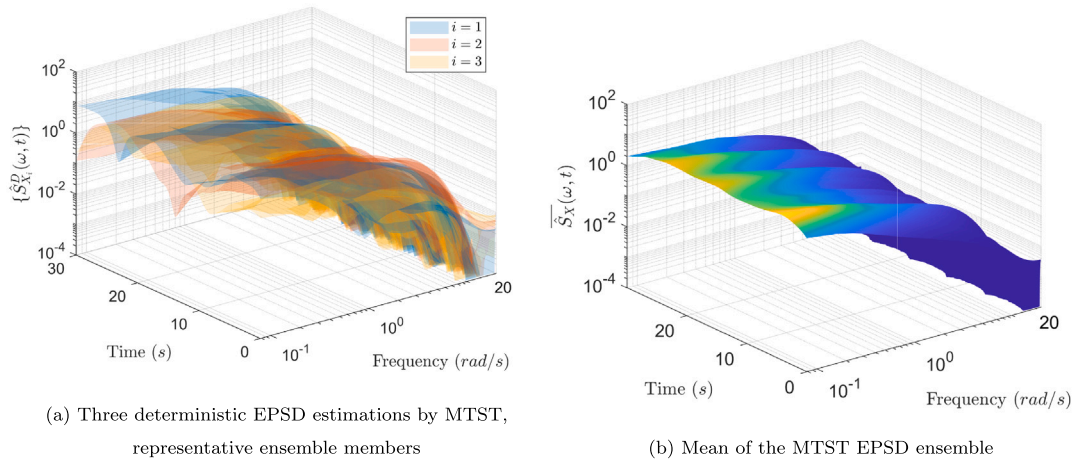 i = 1
i = 2
i = 3
10^2
10^0
10^-2
10^-4
{Ŝ^D_{X_i}(ω, t)}
30
20
10
0
Time (s)
10^-1
10^0
20
Frequency (rad/s)
(a) Three deterministic EPSD estimations by MTST,
representative ensemble members
10^2
10^0
10^-2
10^-4
\overline{Ŝ_X}(ω, t)
30
20
10
0
Time (s)
10^-1
10^0
20
Frequency (rad/s)
(b) Mean of the MTST EPSD ensemble